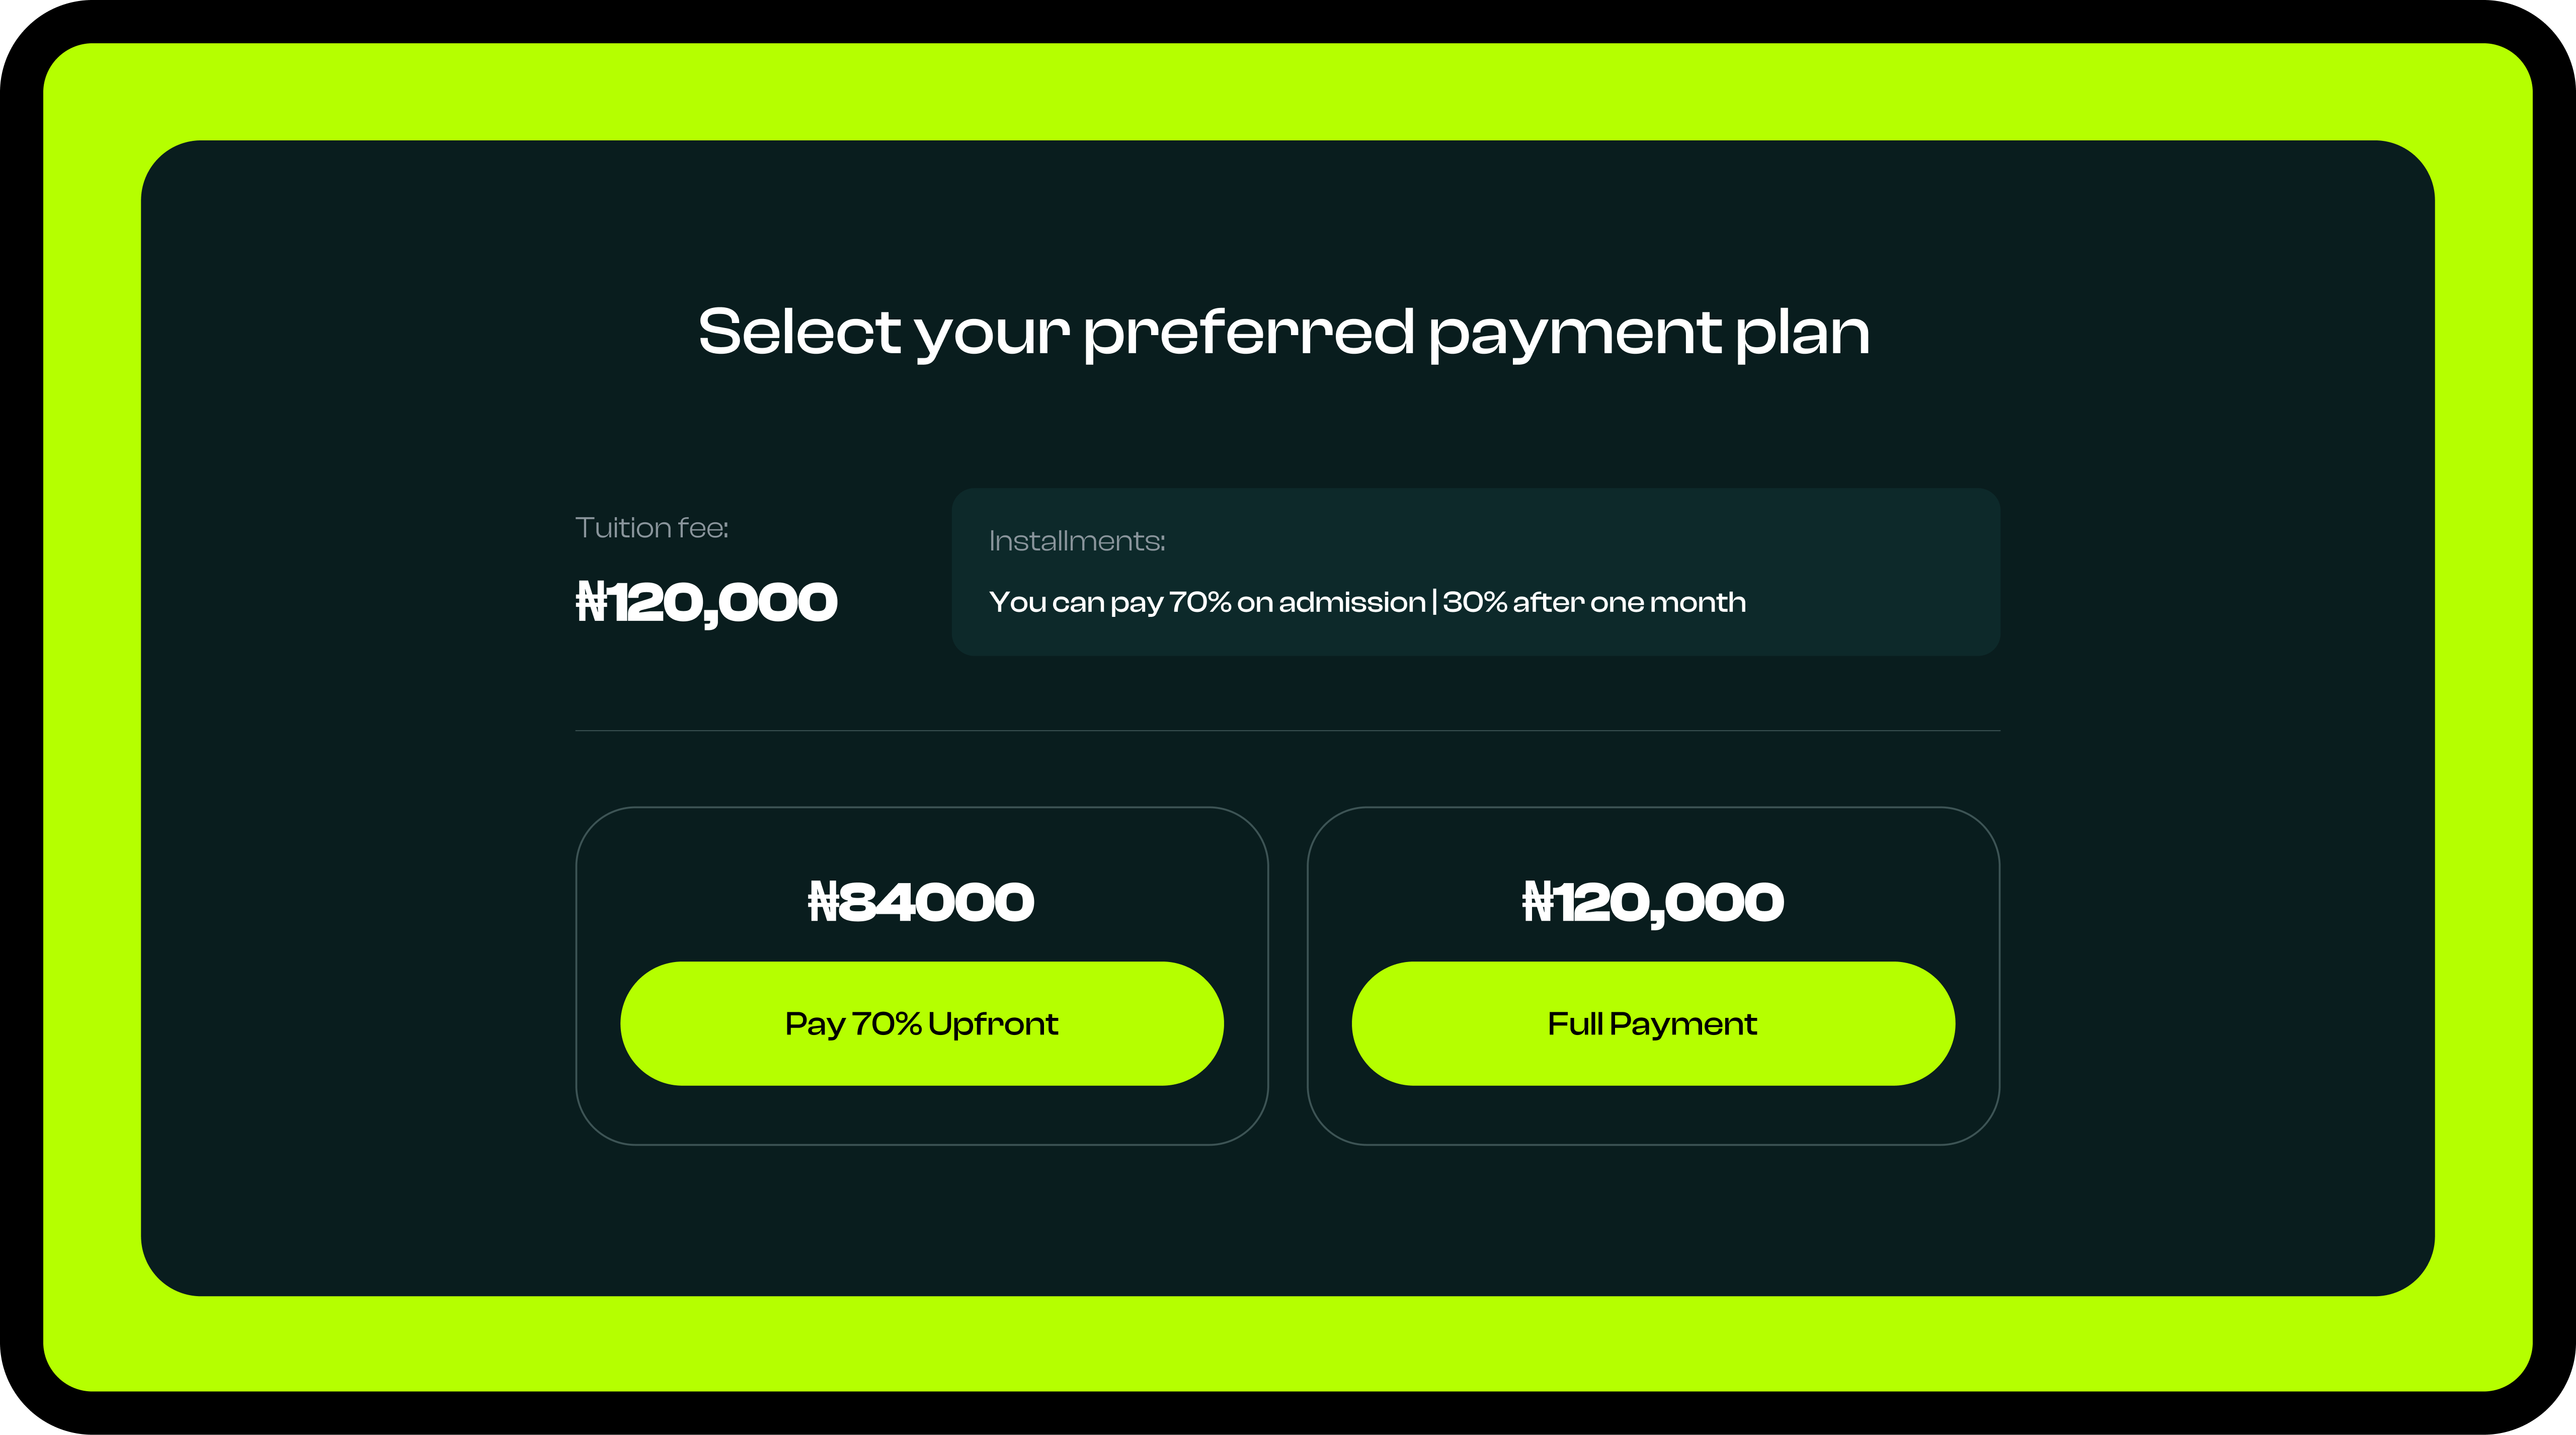 Select your preferred payment plan
Tuition fee:
₦120,000
Installments:
You can pay 70% on admission | 30% after one month
₦84000
Pay 70% Upfront
₦120,000
Full Payment